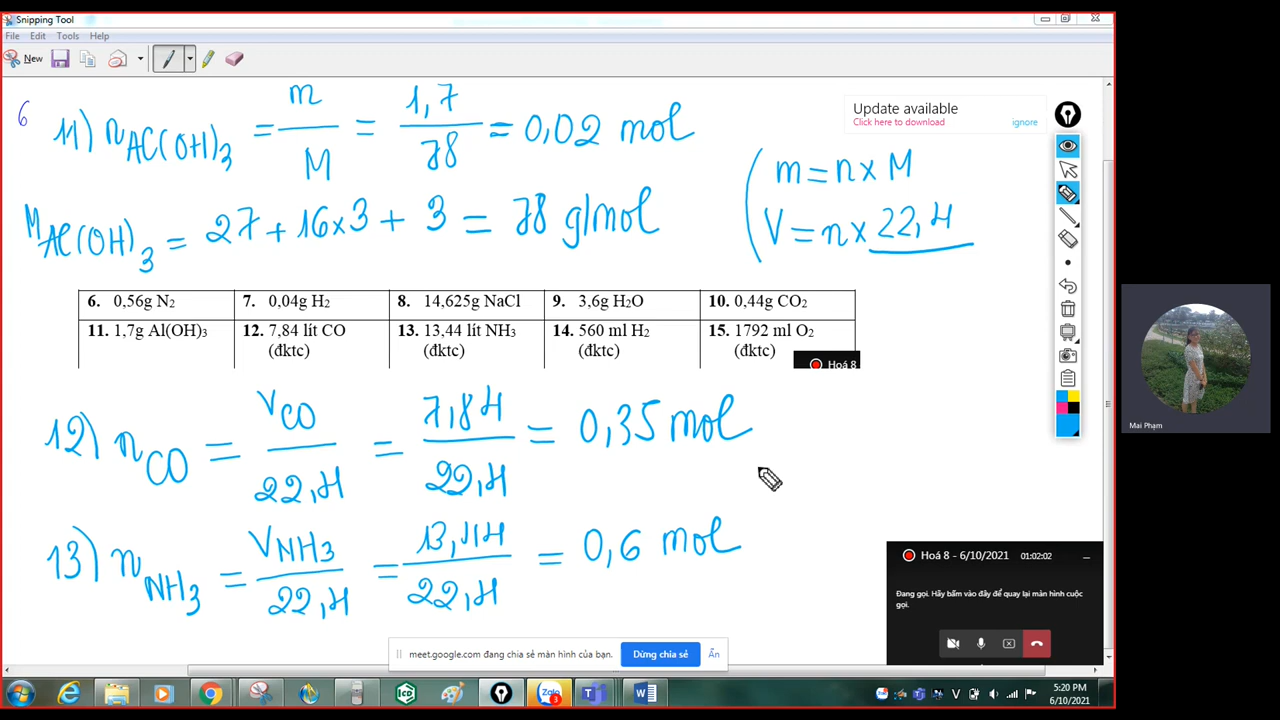 Snipping Tool
File Edit Tools Help
New
6
11) nAl(OH)3 = m/M = 1,7/78 = 0,02 mol
MAl(OH)3 = 27 + 16x3 + 3 = 78 g/mol
m = n x M
V = n x 22,4
Update available
Click here to download
ignore
6. 0,56g N2
7. 0,04g H2
8. 14,625g NaCl
9. 3,6g H2O
10. 0,44g CO2
11. 1,7g Al(OH)3
12. 7,84 lít CO
(đktc)
13. 13,44 lít NH3
(đktc)
14. 560 ml H2
(đktc)
15. 1792 ml O2
(đktc)
Hoá 8
12) nCO = VCO/22,4 = 7,84/22,4 = 0,35 mol
13) nNH3 = VNH3/22,4 = 13,44/22,4 = 0,6 mol
Mai Phạm
Hoá 8 - 6/10/2021 01:02:02
Đang gọi. Hãy bấm vào đây để quay lại màn hình cuộc
gọi.
meet.google.com đang chia sẻ màn hình của bạn.
Dừng chia sẻ
Ẩn
5:20 PM
6/10/2021